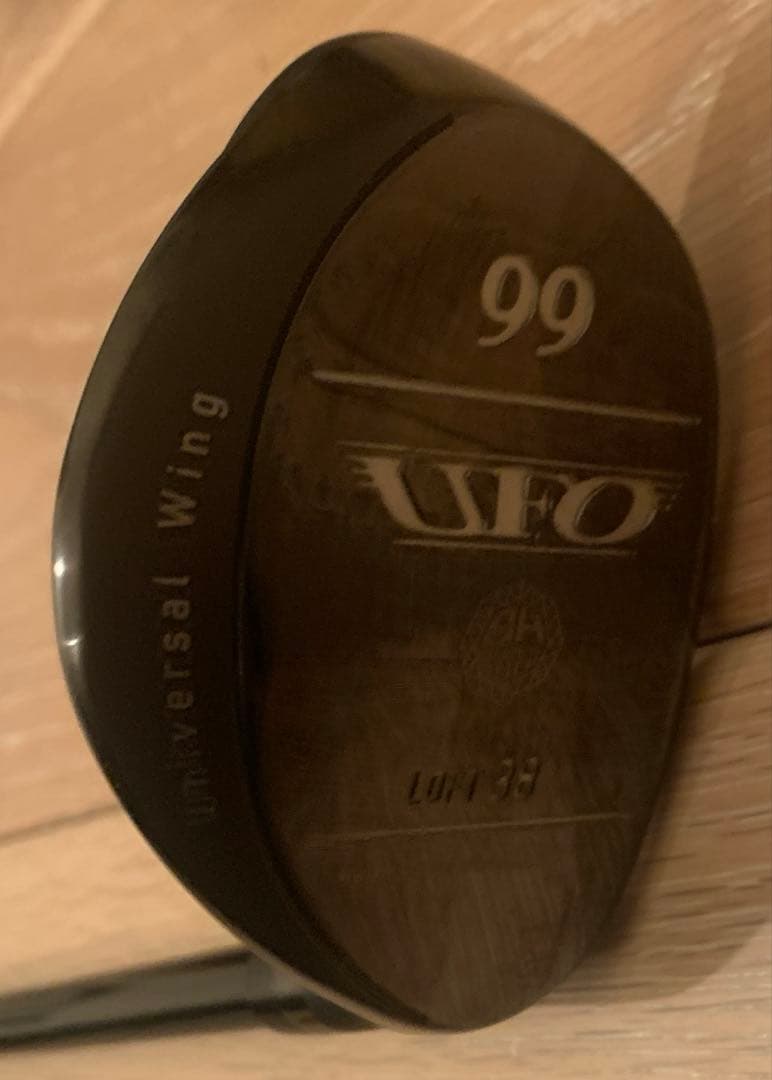 99
UFO
LOFT 38
Universal Wing